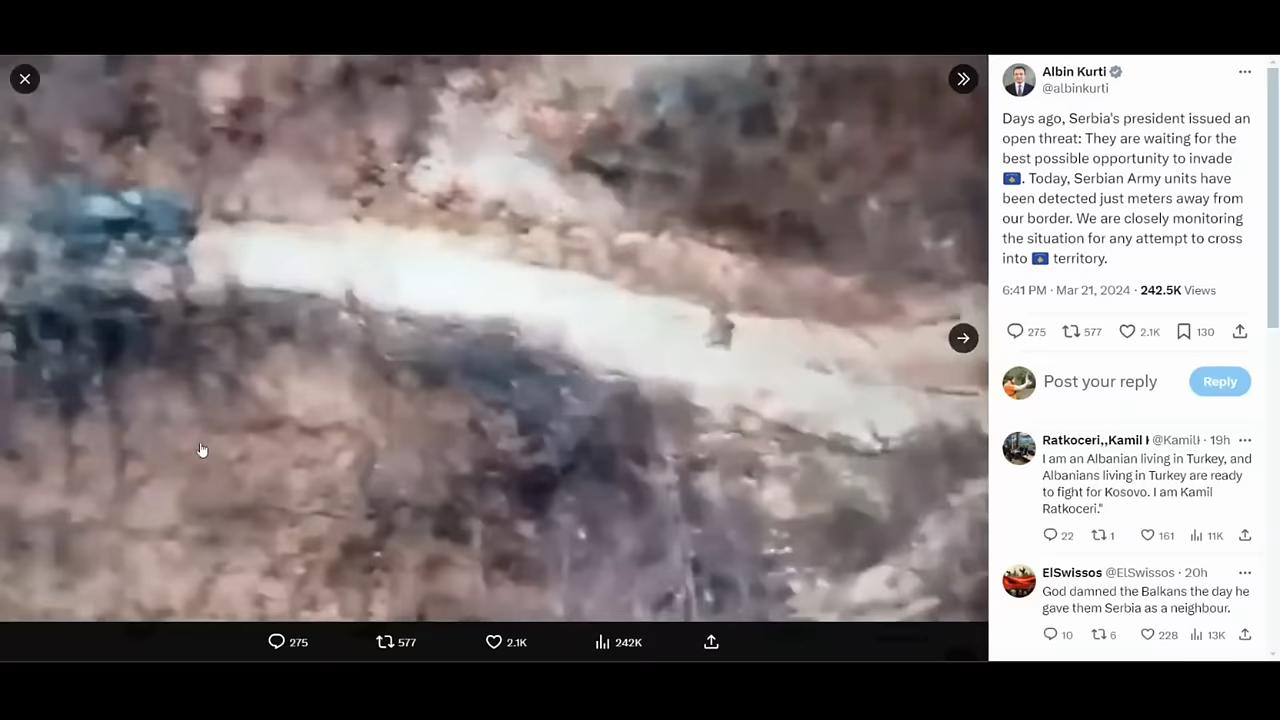 Albin Kurti
@albinkurti
Days ago, Serbia's president issued an
open threat: They are waiting for the
best possible opportunity to invade
🇽🇰. Today, Serbian Army units have
been detected just meters away from
our border. We are closely monitoring
the situation for any attempt to cross
into 🇽🇰 territory.
6:41 PM · Mar 21, 2024 · 242.5K Views
275 577 2.1K 130
Post your reply Reply
Ratkoceri,,Kamil @Kamil · 19h
I am an Albanian living in Turkey, and
Albanians living in Turkey are ready
to fight for Kosovo. I am Kamil
Ratkoceri."
22 1 161 11K
ElSwissos @ElSwissos · 20h
God damned the Balkans the day he
gave them Serbia as a neighbour.
10 6 228 13K
275 577 2.1K 242K